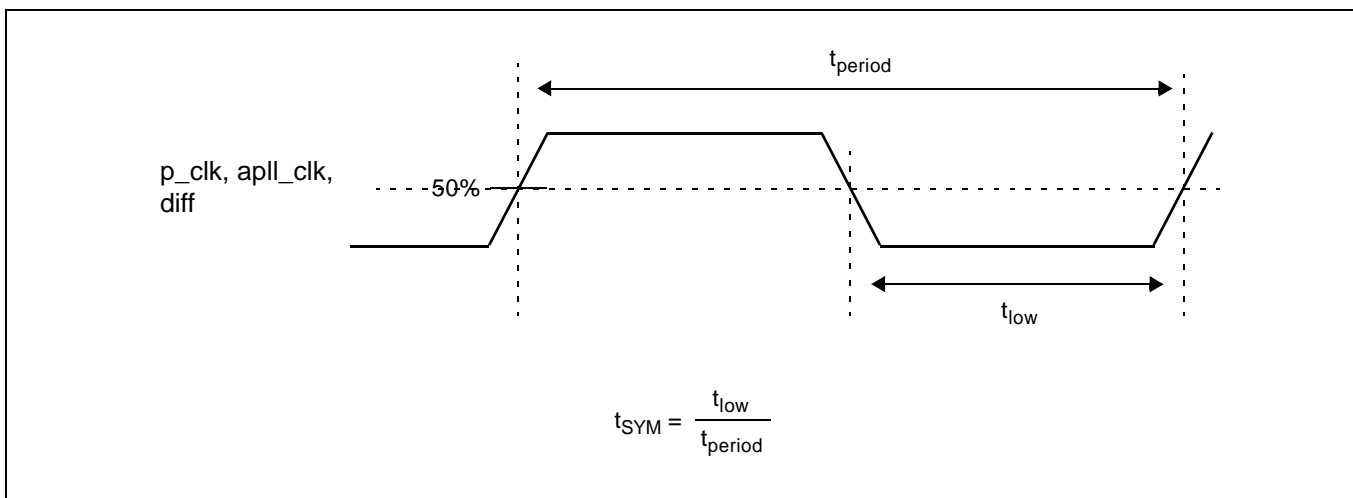 t_period
p_clk, apll_clk,
diff
50%
t_low
t_SYM = t_low / t_period